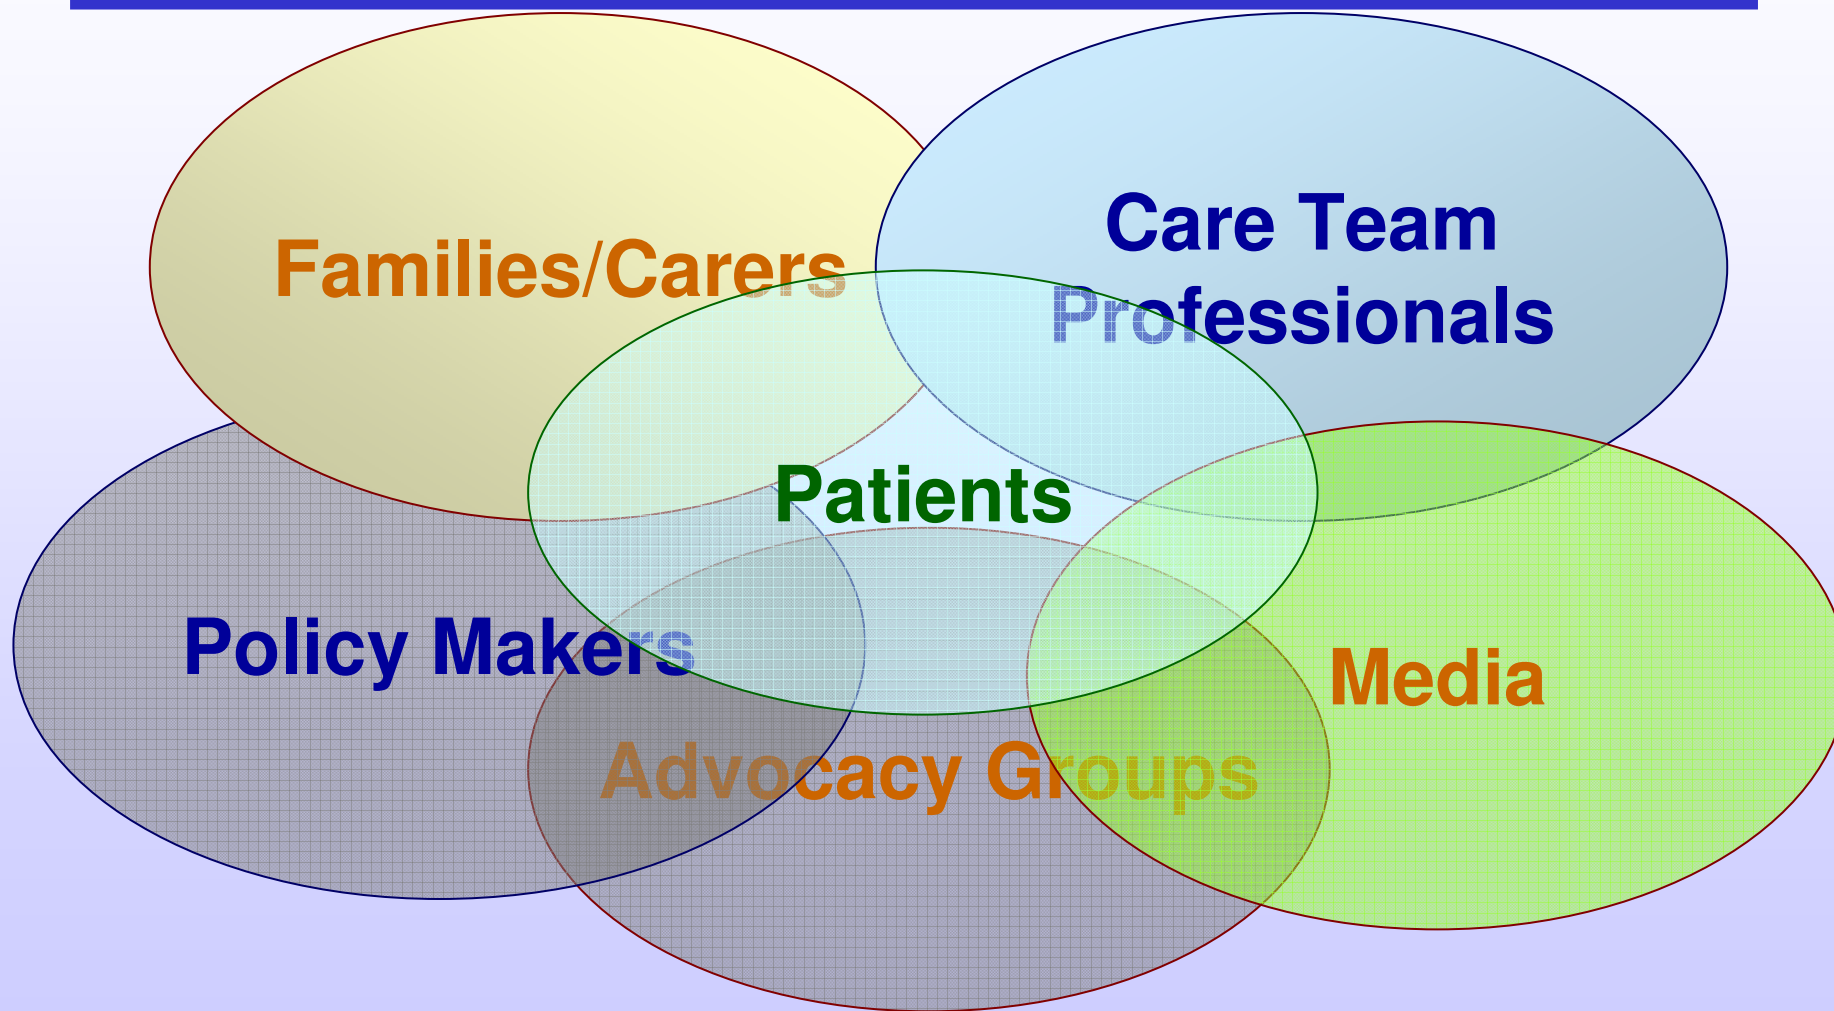 Families/Carers
Care Team
Professionals
Patients
Policy Makers
Media
Advocacy Groups